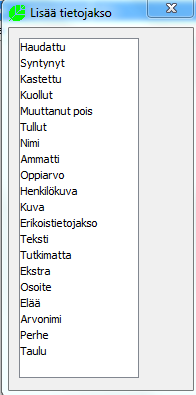 Lisää tietojakso
Haudattu
Syntynyt
Kastettu
Kuollut
Muuttanut pois
Tullut
Nimi
Ammatti
Oppiarvo
Henkilökuva
Kuva
Erikoistietojakso
Teksti
Tutkimatta
Ekstra
Osoite
Elää
Arvonimi
Perhe
Taulu